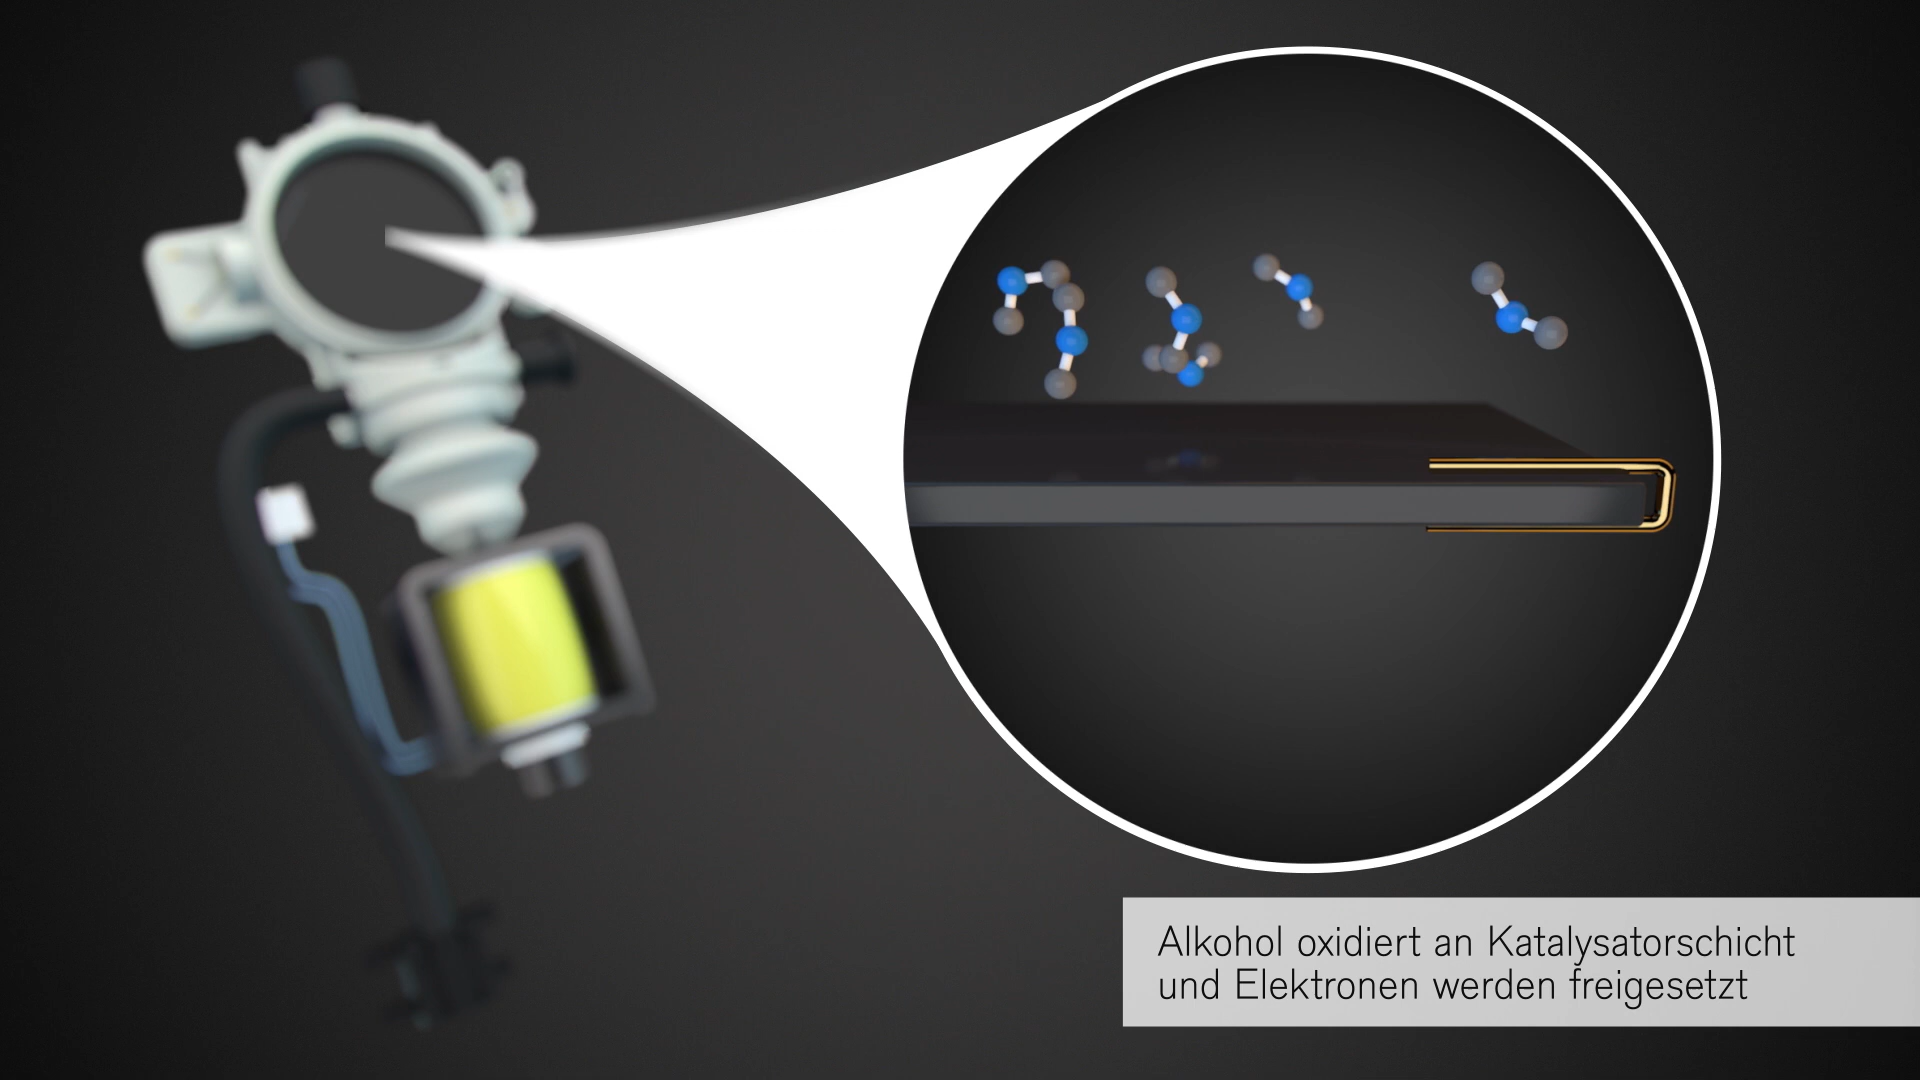 Alkohol oxidiert an Katalysatorschicht
und Elektronen werden freigesetzt